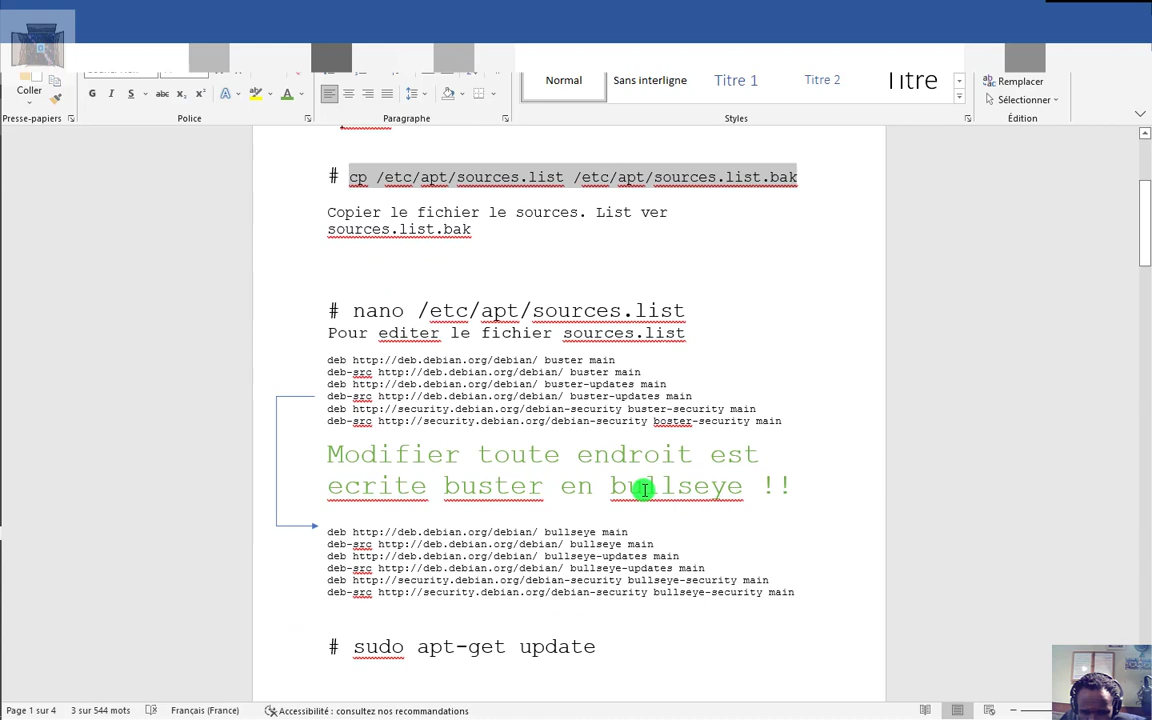 Coller
Presse-papiers
Police
Paragraphe
Normal
Sans interligne
Titre 1
Titre 2
Titre
Styles
Remplacer
Sélectionner
Édition
# cp /etc/apt/sources.list /etc/apt/sources.list.bak
Copier le fichier le sources. List ver
sources.list.bak
# nano /etc/apt/sources.list
Pour editer le fichier sources.list
deb http://deb.debian.org/debian/ buster main
deb-src http://deb.debian.org/debian/ buster main
deb http://deb.debian.org/debian/ buster-updates main
deb-src http://deb.debian.org/debian/ buster-updates main
deb http://security.debian.org/debian-security buster-security main
deb-src http://security.debian.org/debian-security boster-security main
Modifier toute endroit est
ecrite buster en bullseye !!
deb http://deb.debian.org/debian/ bullseye main
deb-src http://deb.debian.org/debian/ bullseye main
deb http://deb.debian.org/debian/ bullseye-updates main
deb-src http://deb.debian.org/debian/ bullseye-updates main
deb http://security.debian.org/debian-security bullseye-security main
deb-src http://security.debian.org/debian-security bullseye-security main
# sudo apt-get update
Page 1 sur 4 3 sur 544 mots Français (France) Accessibilité : consultez nos recommandations